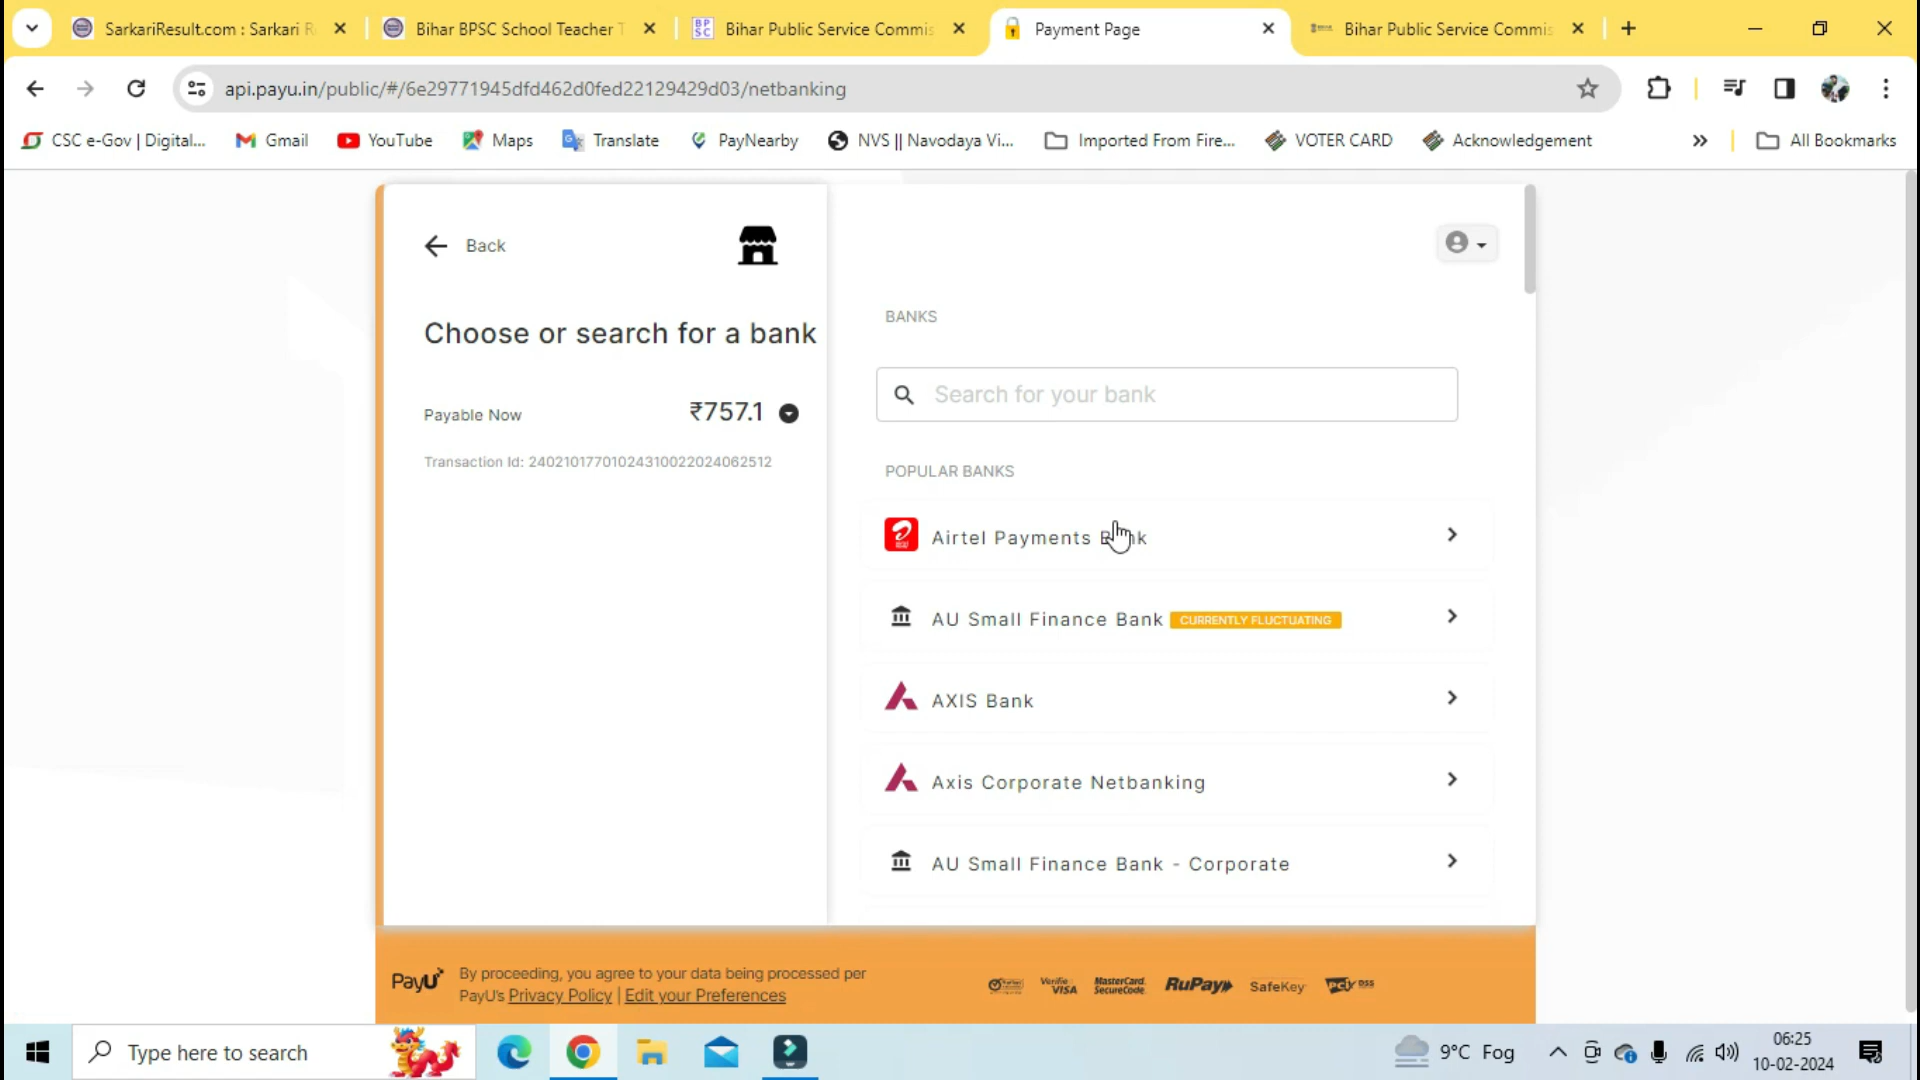 SarkariResult.com : Sarkari R
Bihar BPSC School Teacher T
Bihar Public Service Commis
Payment Page
Bihar Public Service Commis
api.payu.in/public/#/6e29771945dfd462d0fed22129429d03/netbanking
CSC e-Gov | Digital...
Gmail
YouTube
Maps
Translate
PayNearby
NVS || Navodaya Vi...
Imported From Fire...
VOTER CARD
Acknowledgement
All Bookmarks
Back
Choose or search for a bank
Payable Now ₹757.1
Transaction Id: 24021017701024310022024062512
BANKS
Search for your bank
POPULAR BANKS
Airtel Payments
AU Small Finance Bank CURRENTLY FLUCTUATING
AXIS Bank
Axis Corporate Netbanking
AU Small Finance Bank - Corporate
PayU
By proceeding, you agree to your data being processed per
PayU's Privacy Policy | Edit your Preferences
VISA
MasterCard.
SecureCode.
RuPay
SafeKey
Type here to search
9°C Fog
06:25
10-02-2024